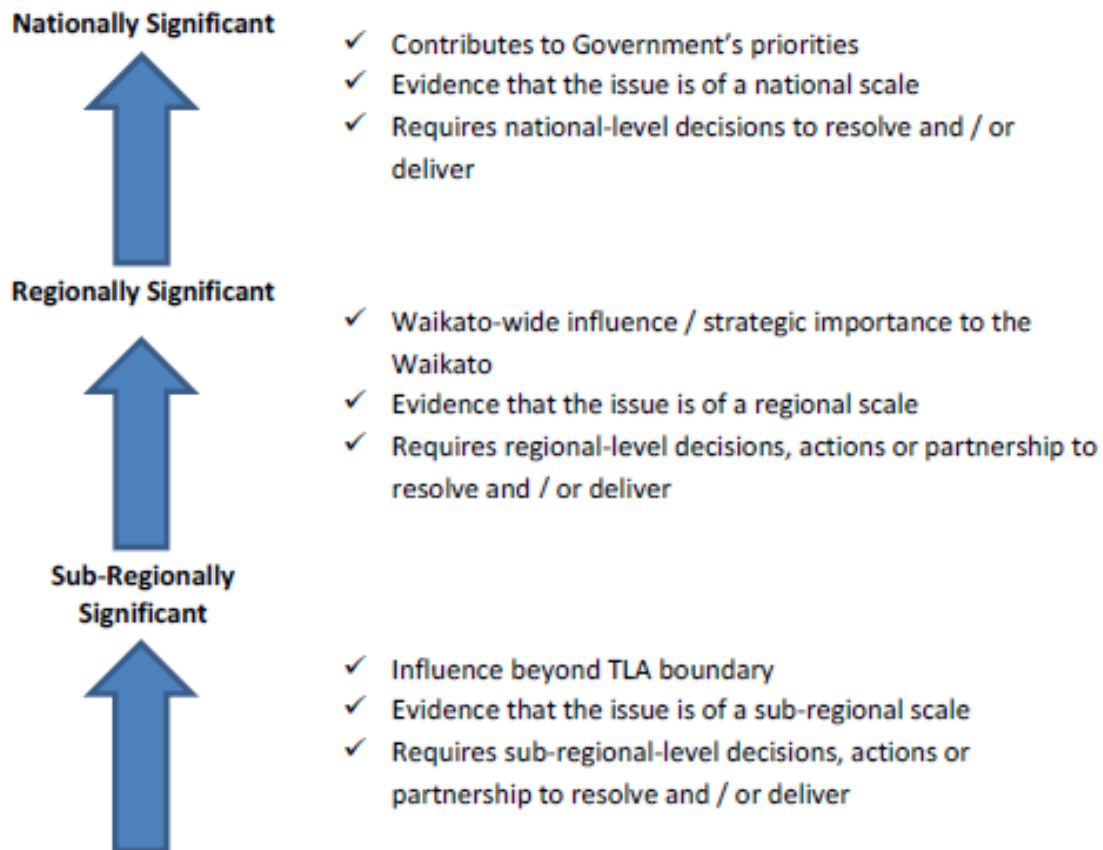 Nationally Significant
✓ Contributes to Government's priorities
✓ Evidence that the issue is of a national scale
✓ Requires national-level decisions to resolve and / or
deliver
Regionally Significant
✓ Waikato-wide influence / strategic importance to the
Waikato
✓ Evidence that the issue is of a regional scale
✓ Requires regional-level decisions, actions or partnership to
resolve and / or deliver
Sub-Regionally
Significant
✓ Influence beyond TLA boundary
✓ Evidence that the issue is of a sub-regional scale
✓ Requires sub-regional-level decisions, actions or
partnership to resolve and / or deliver